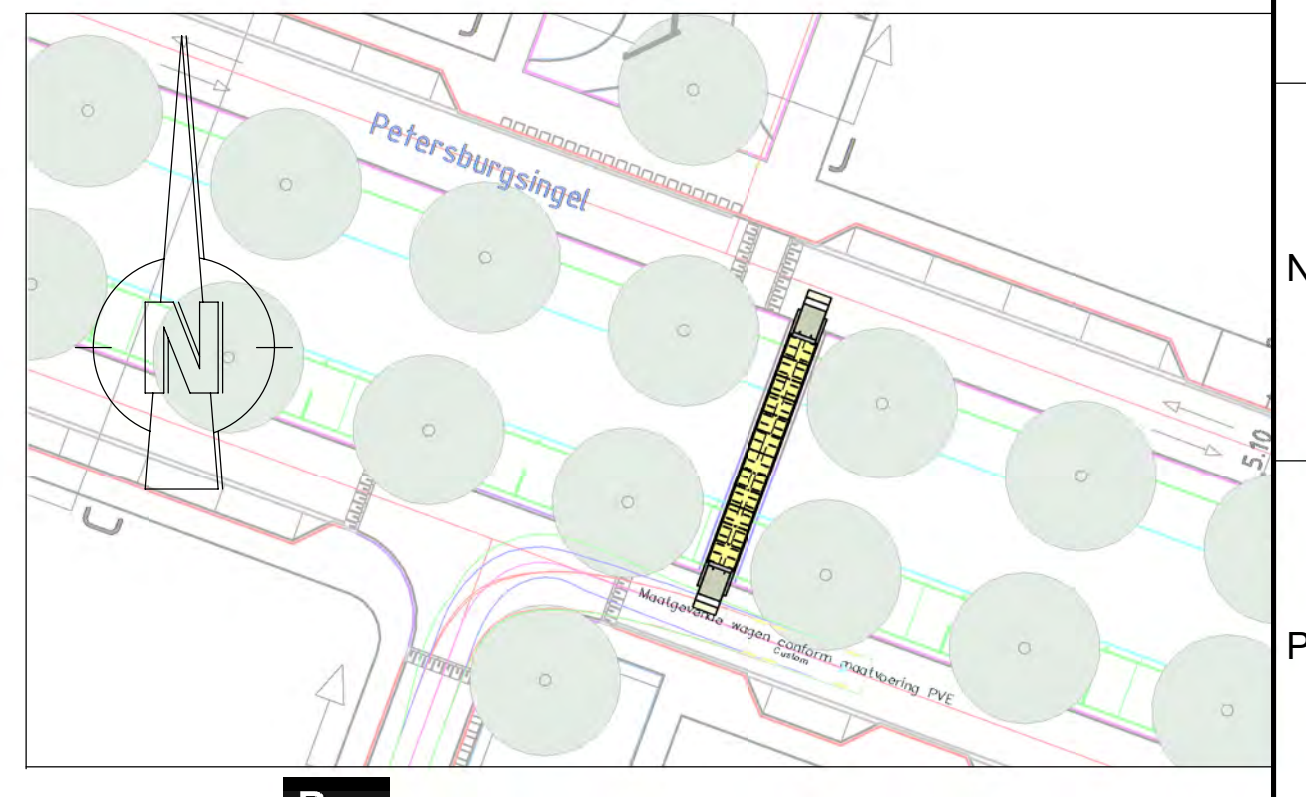 Petersburgsingel
N
N
5.10
Maatgevende wagen conform maatvoering PVE
Custom
P